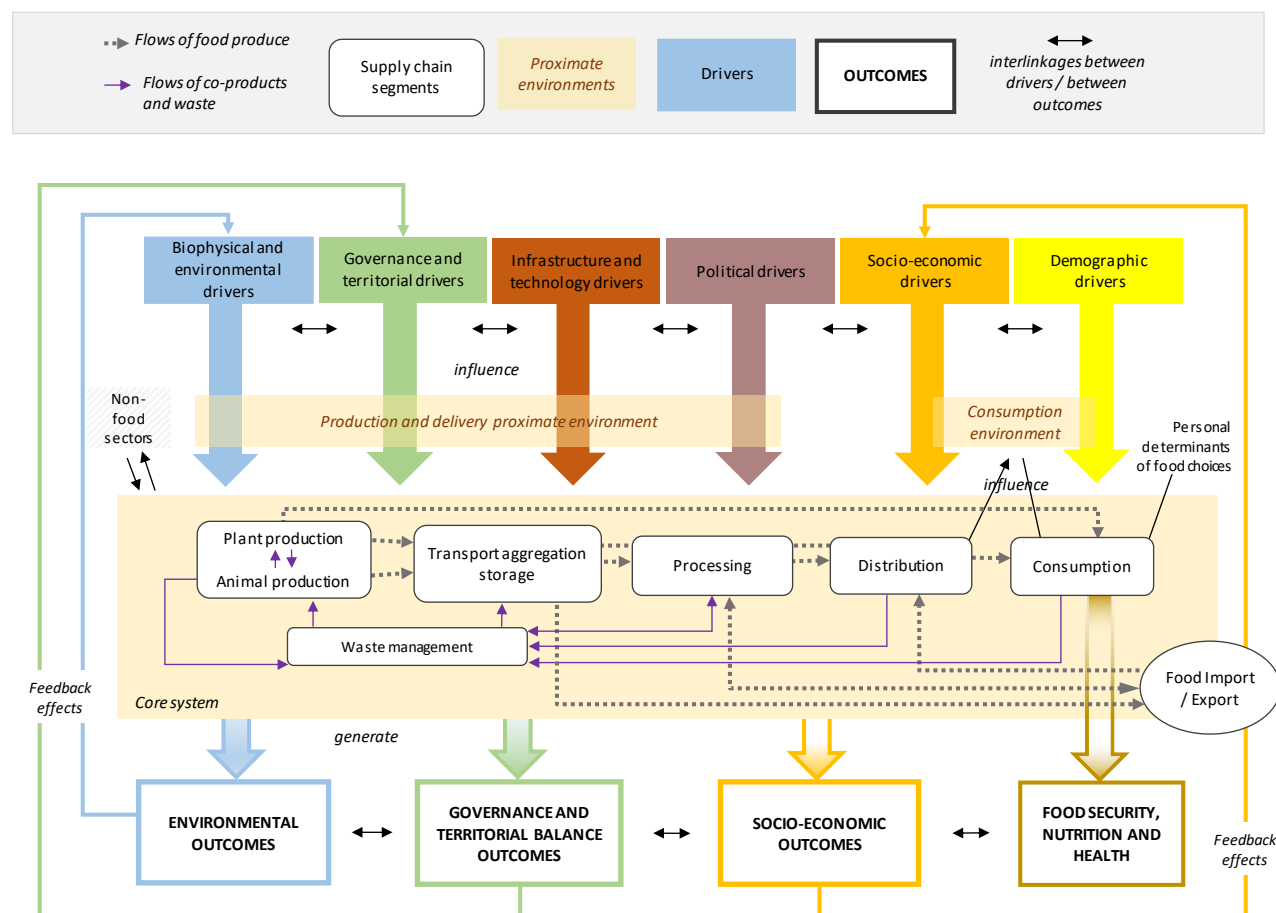 Flows of food produce
Flows of co-products
and waste
Supply chain
segments
Proximate
environments
Drivers
OUTCOMES
interlinkages between
drivers / between
outcomes
Biophysical and
environmental
drivers
Governance and
territorial drivers
Infrastructure and
technology drivers
Political drivers
Socio-economic
drivers
Demographic
drivers
influence
Non-
food
sectors
Production and delivery proximate environment
Consumption
environment
Personal
determinants
of food choices
influence
Plant production
Animal production
Transport aggregation
storage
Processing
Distribution
Consumption
Waste management
Food Import
/ Export
Core system
Feedback
effects
generate
ENVIRONMENTAL
OUTCOMES
GOVERNANCE AND
TERRITORIAL BALANCE
OUTCOMES
SOCIO-ECONOMIC
OUTCOMES
FOOD SECURITY,
NUTRITION AND
HEALTH
Feedback
effects